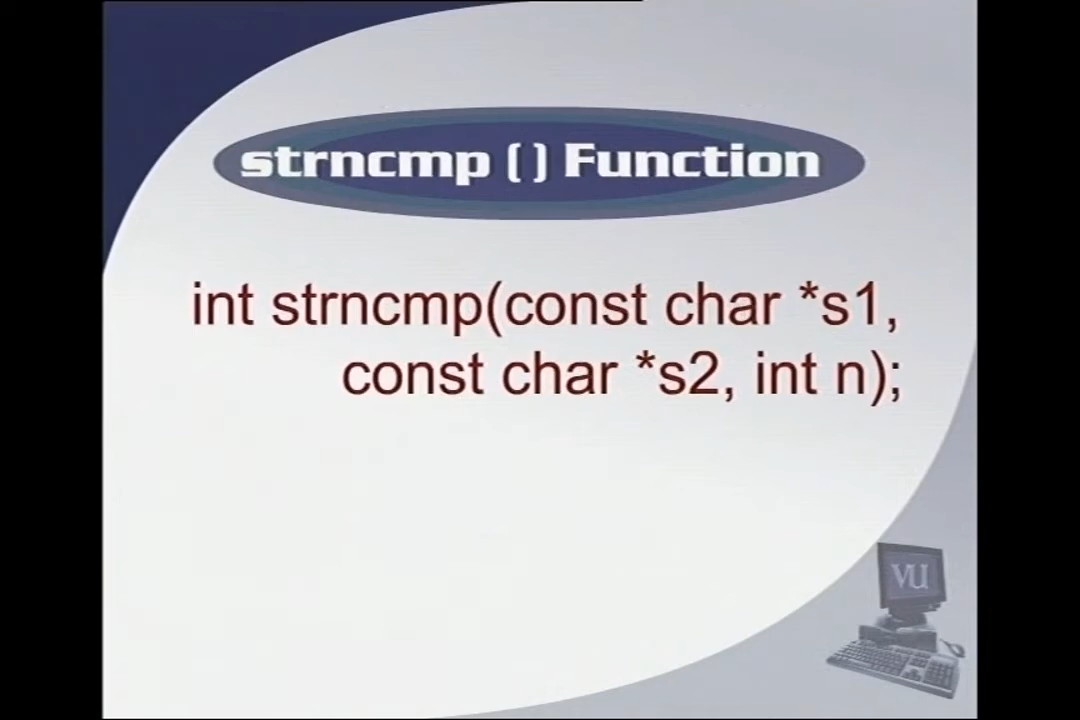 strncmp ( ) Function
int strncmp(const char *s1,
const char *s2, int n);
VU